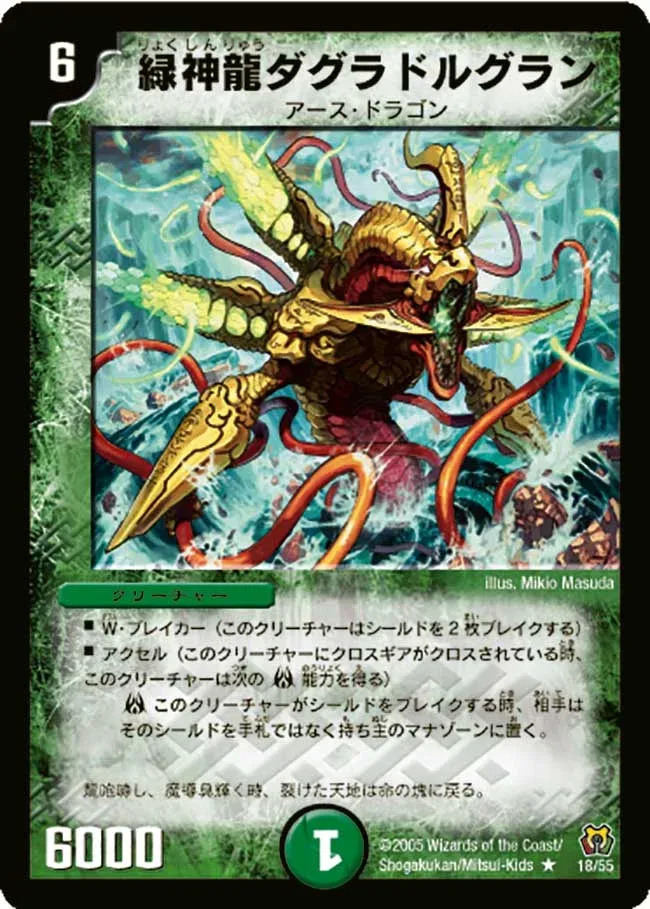 6
りょくしんりゅう
緑神龍ダグラドルグラン
アース・ドラゴン
illus. Mikio Masuda
クリーチャー
■ W・ブレイカー（このクリーチャーはシールドを２枚ブレイクする）
■ アクセル（このクリーチャーにクロスギアがクロスされている時、
このクリーチャーは次の 能力を得る）
このクリーチャーがシールドをブレイクする時、相手は
そのシールドを手札ではなく持ち主のマナゾーンに置く。
龍咆哮し、魔導具輝く時、裂けた天地は命の塊に戻る。
6000
1
©2005 Wizards of the Coast/
Shogakukan/Mitsui-Kids ★ 18/55